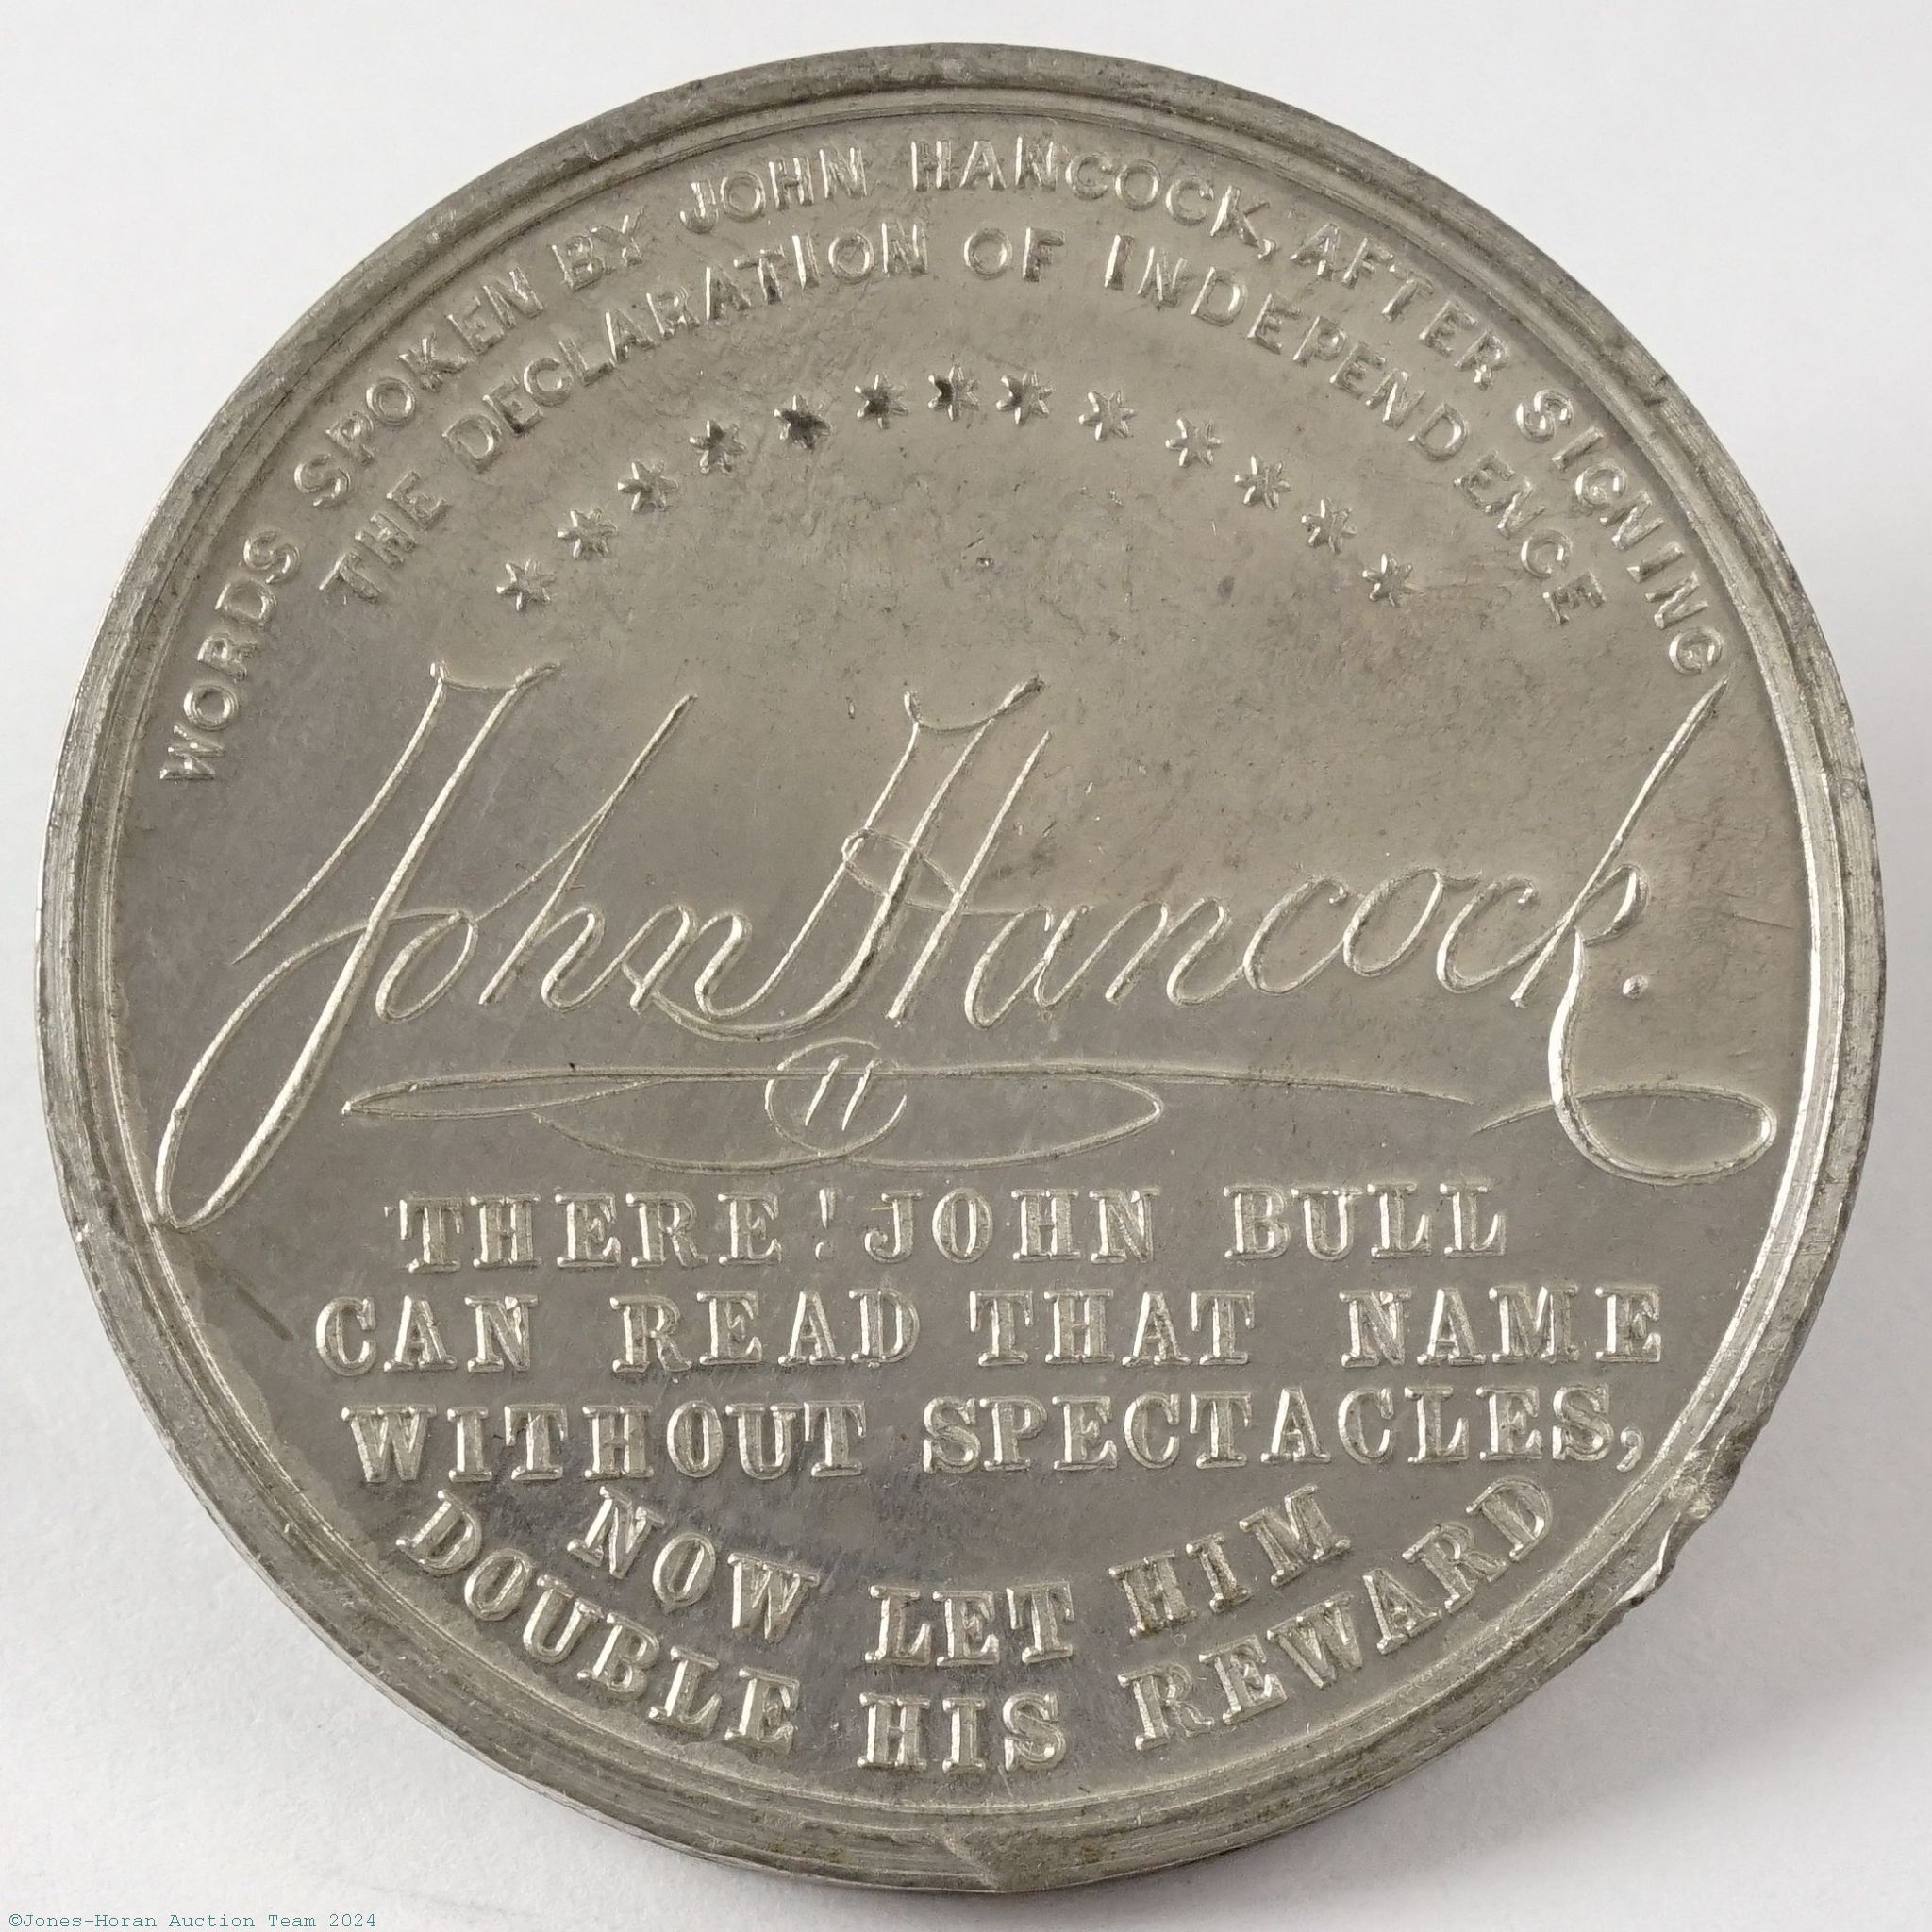 WORDS SPOKEN BY JOHN HANCOCK, AFTER SIGNING
THE DECLARATION OF INDEPENDENCE
John Hancock.
THERE! JOHN BULL
CAN READ THAT NAME
WITHOUT SPECTACLES,
NOW LET HIM
DOUBLE HIS REWARD
©Jones-Horan Auction Team 2024